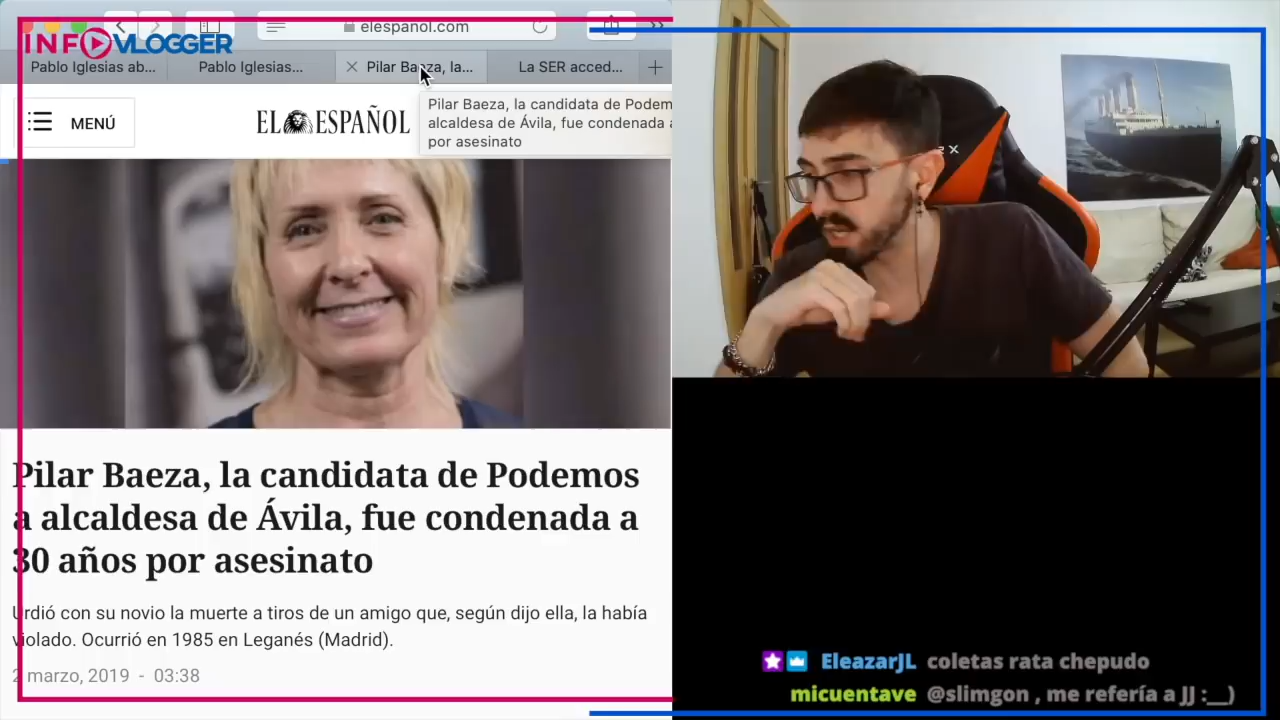 INFOVLOGGER
elespanol.com
Pablo Iglesias ab...
Pablo Iglesias...
Pilar Baeza, la...
La SER acced...
MENÚ
EL ESPAÑOL
Pilar Baeza, la candidata de Podem
alcaldesa de Ávila, fue condenada a
por asesinato
Pilar Baeza, la candidata de Podemos
a alcaldesa de Ávila, fue condenada a
30 años por asesinato
Urdió con su novio la muerte a tiros de un amigo que, según dijo ella, la había
violado. Ocurrió en 1985 en Leganés (Madrid).
2 marzo, 2019 - 03:38
EleazarJL coletas rata chepudo
micuentave @slimgon , me refería a JJ :__)